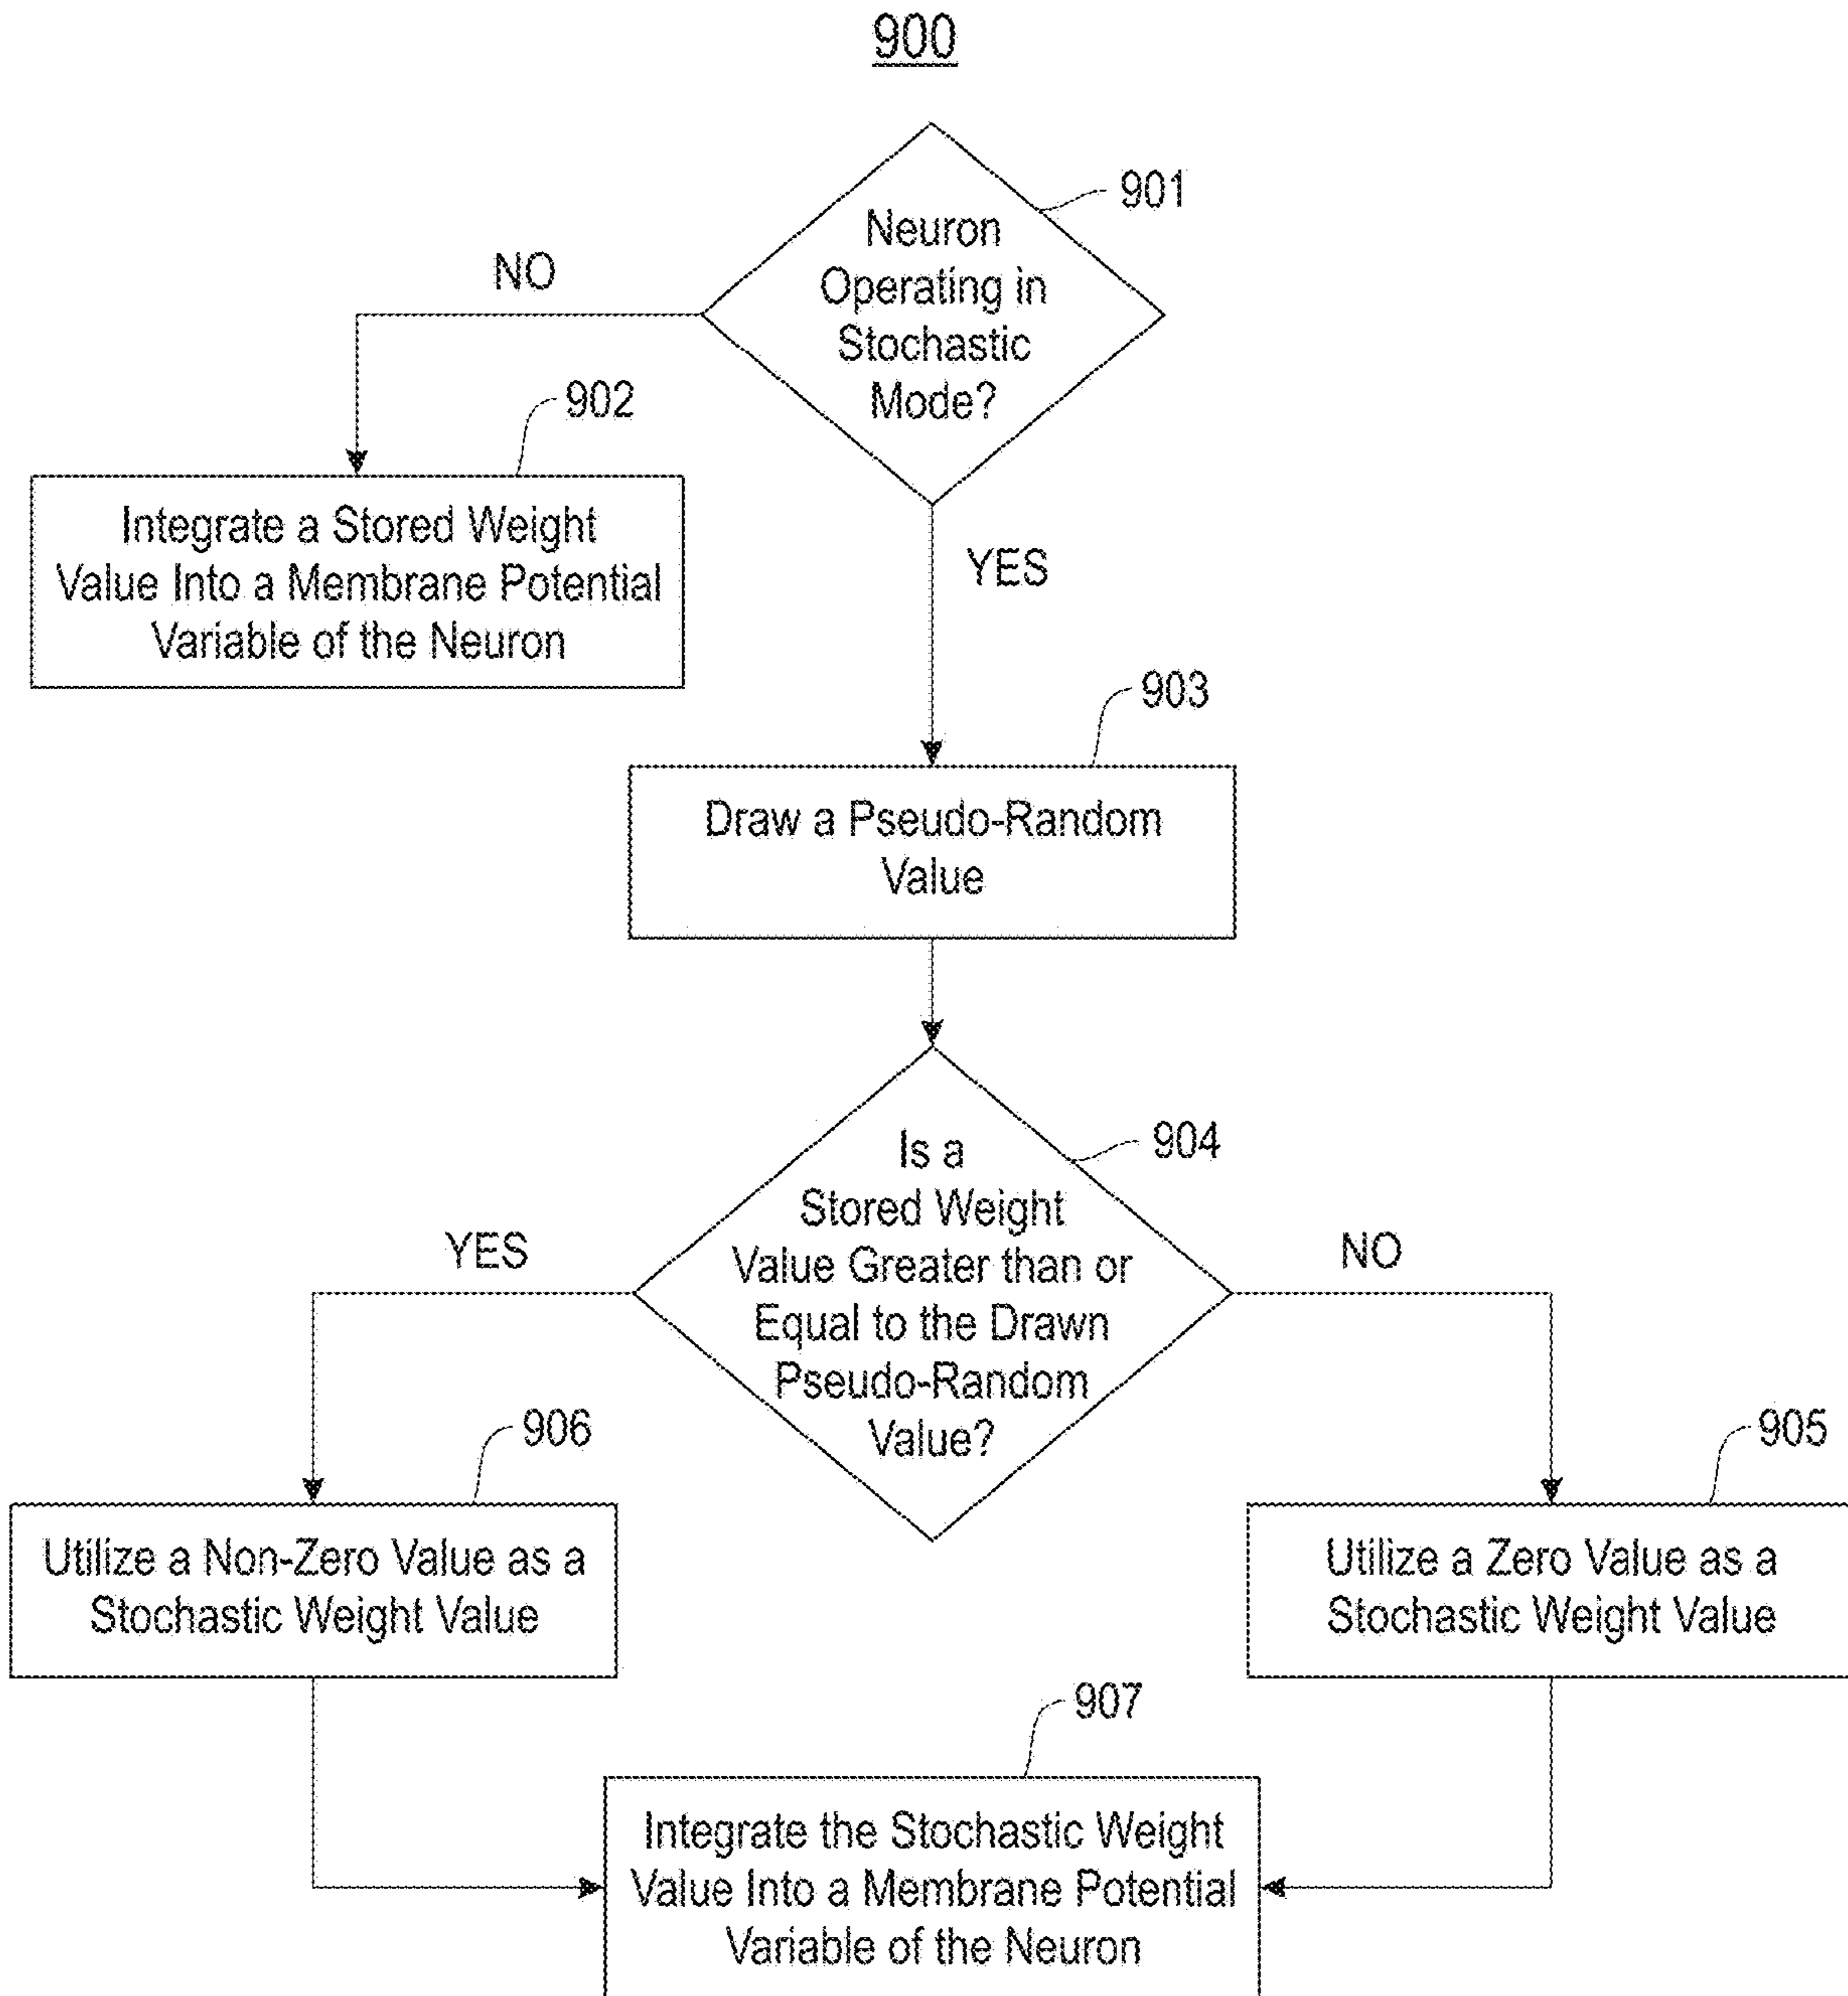 900
901
Neuron
Operating in
Stochastic
Mode?
NO
YES
902
Integrate a Stored Weight
Value Into a Membrane Potential
Variable of the Neuron
903
Draw a Pseudo-Random
Value
904
Is a
Stored Weight
Value Greater than or
Equal to the Drawn
Pseudo-Random
Value?
YES
NO
906
Utilize a Non-Zero Value as a
Stochastic Weight Value
905
Utilize a Zero Value as a
Stochastic Weight Value
907
Integrate the Stochastic Weight
Value Into a Membrane Potential
Variable of the Neuron